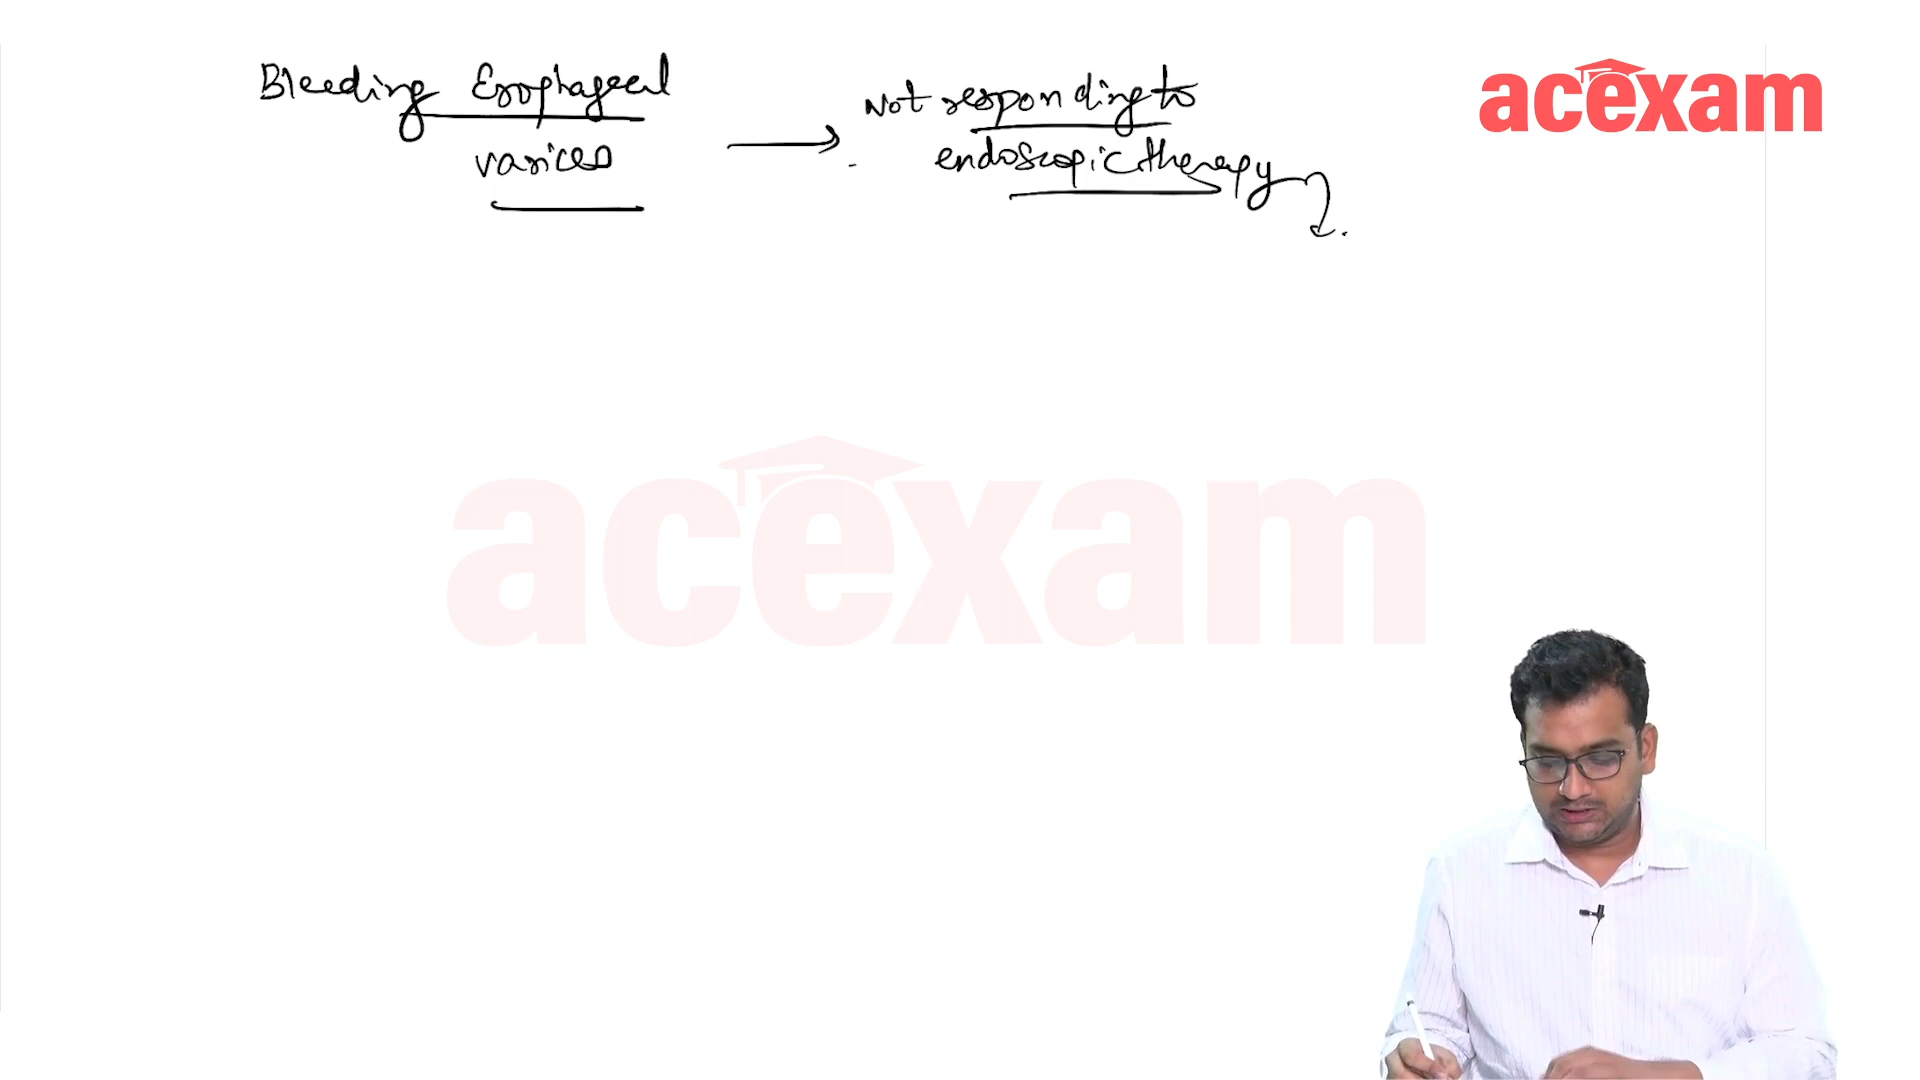 Bleeding Esophageal
varices
Not responding to
endoscopic therapy
acexam
acexam